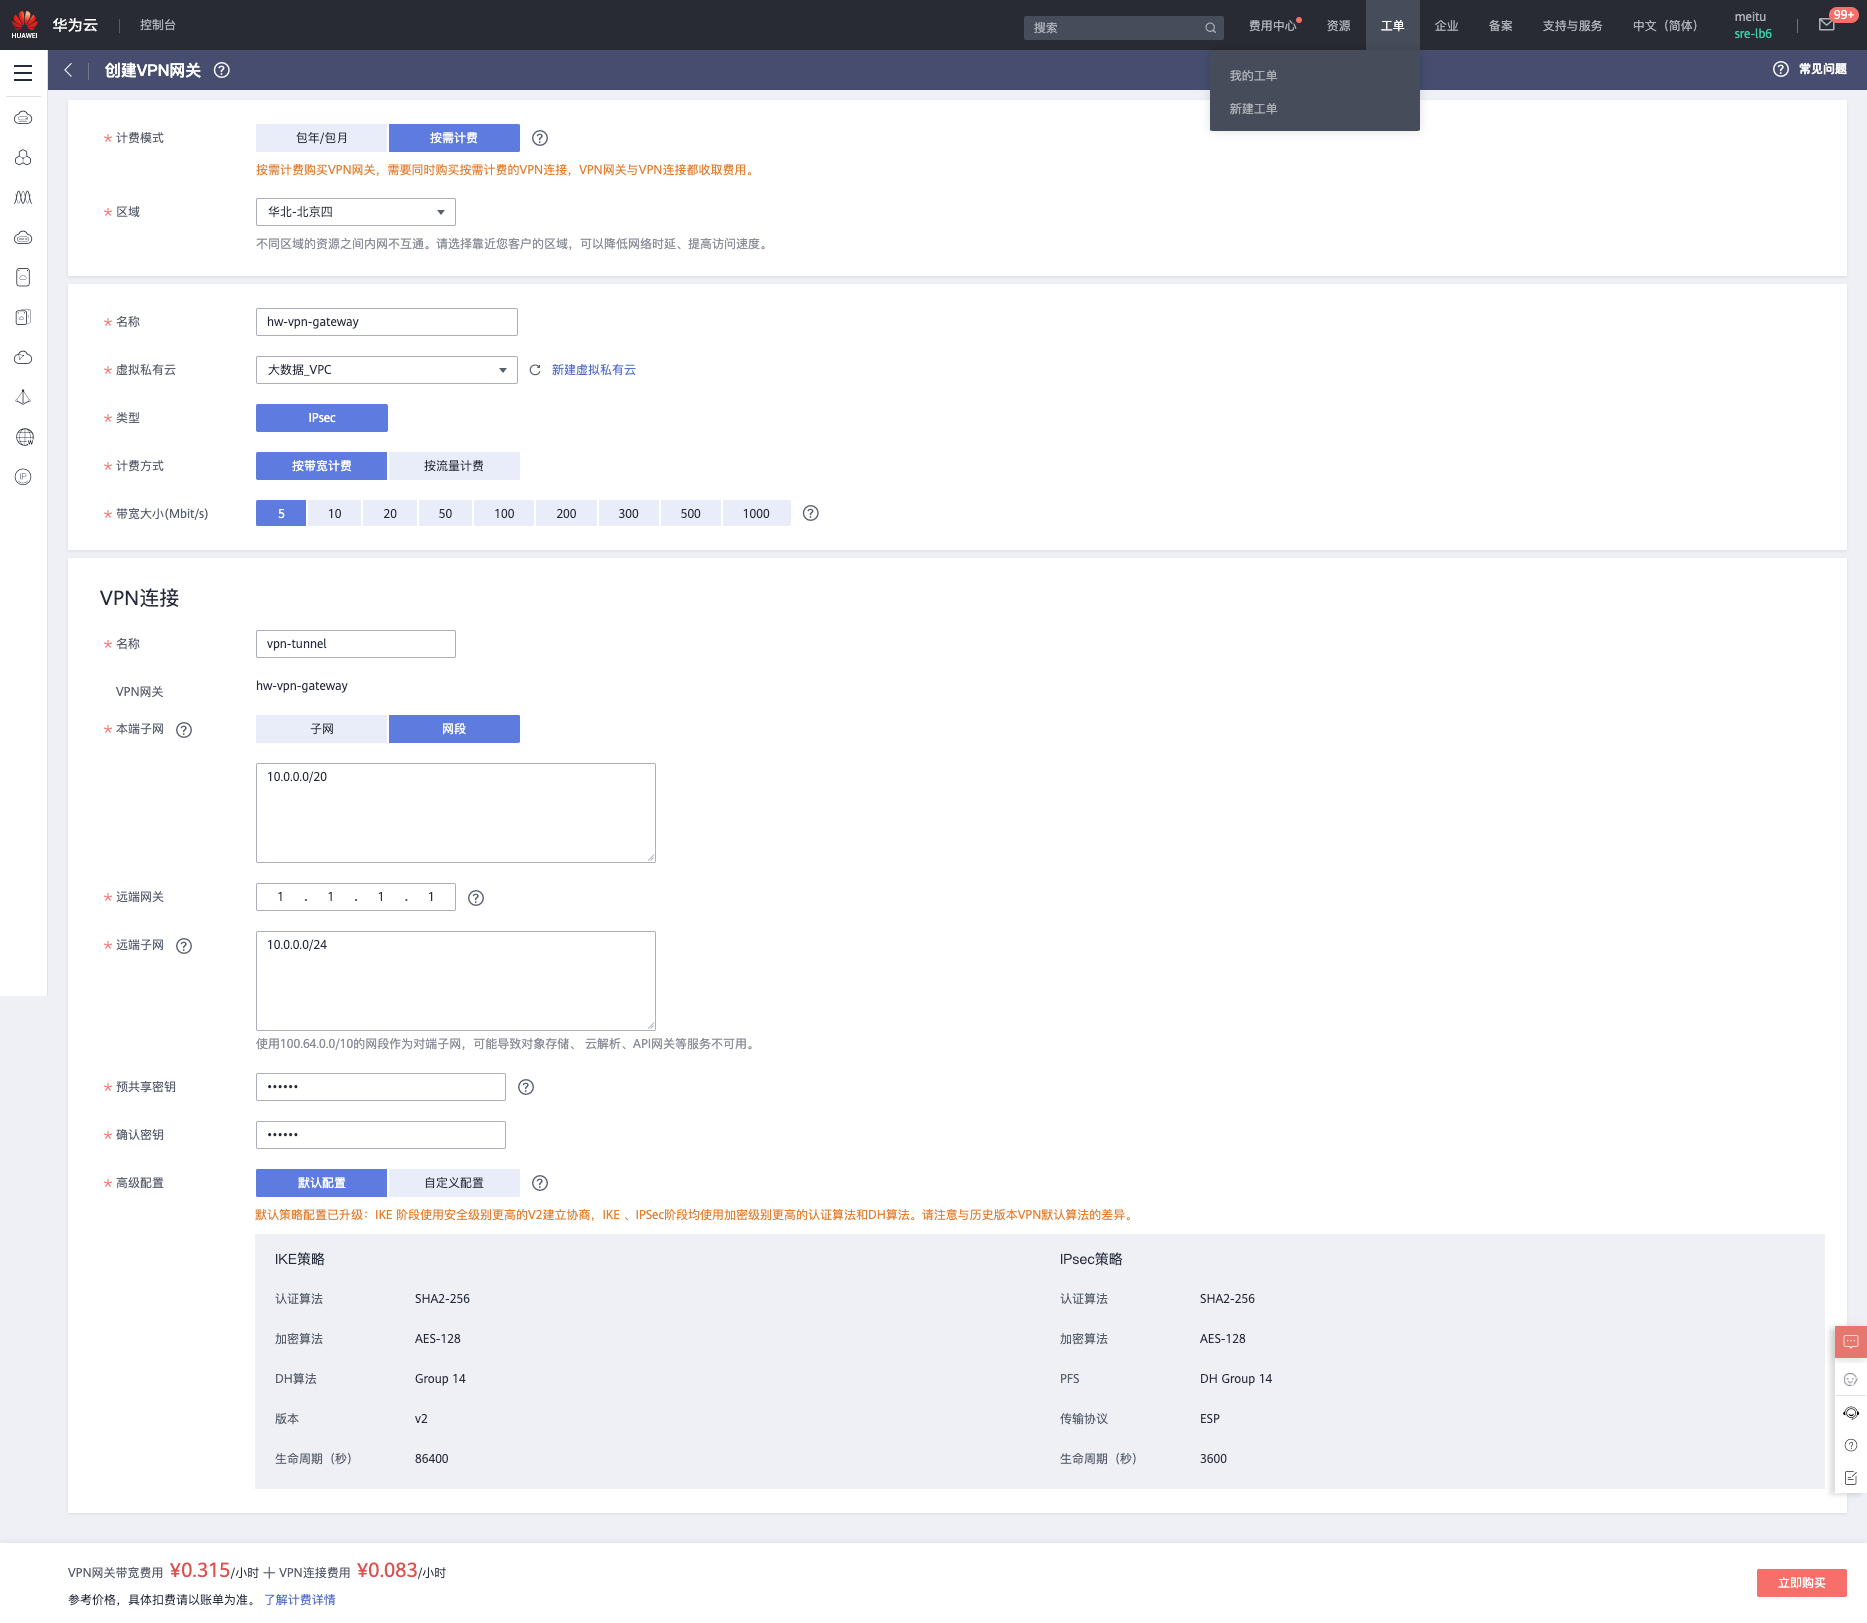 HUAWEI 华为云 控制台 搜索 费用中心 资源 工单 企业 备案 支持与服务 中文（简体） meitu 99+
sre-lb6
创建VPN网关 常见问题
我的工单
新建工单
* 计费模式 包年/包月 按需计费
按需计费购买VPN网关，需要同时购买按需计费的VPN连接，VPN网关与VPN连接都收取费用。
* 区域 华北-北京四
不同区域的资源之间内网不互通。请选择靠近您客户的区域，可以降低网络时延、提高访问速度。
* 名称 hw-vpn-gateway
* 虚拟私有云 大数据_VPC 新建虚拟私有云
* 类型 IPsec
* 计费方式 按带宽计费 按流量计费
* 带宽大小(Mbit/s) 5 10 20 50 100 200 300 500 1000
VPN连接
* 名称 vpn-tunnel
VPN网关 hw-vpn-gateway
* 本端子网 子网 网段
10.0.0.0/20
* 远端网关 1 . 1 . 1 . 1
* 远端子网 10.0.0.0/24
使用100.64.0.0/10的网段作为对端子网，可能导致对象存储、 云解析、API网关等服务不可用。
* 预共享密钥 ••••••
* 确认密钥 ••••••
* 高级配置 默认配置 自定义配置
默认策略配置已升级：IKE 阶段使用安全级别更高的V2建立协商，IKE 、IPSec阶段均使用加密级别更高的认证算法和DH算法。请注意与历史版本VPN默认算法的差异。
IKE策略 IPsec策略
认证算法 SHA2-256 认证算法 SHA2-256
加密算法 AES-128 加密算法 AES-128
DH算法 Group 14 PFS DH Group 14
版本 v2 传输协议 ESP
生命周期（秒） 86400 生命周期（秒） 3600
VPN网关带宽费用 ¥0.315/小时 + VPN连接费用 ¥0.083/小时
参考价格，具体扣费请以账单为准。 了解计费详情
立即购买